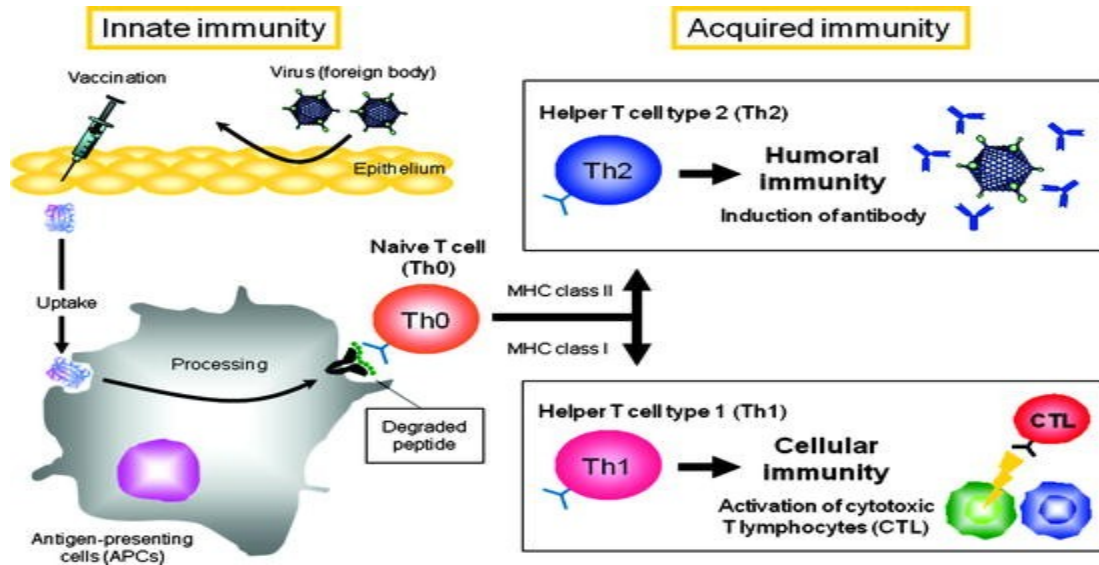 Innate immunity
Vaccination
Virus (foreign body)
Epithelium
Uptake
Processing
Naive T cell
(Th0)
Th0
Degraded
peptide
Antigen-presenting
cells (APCs)
MHC class II
MHC class I
Acquired immunity
Helper T cell type 2 (Th2)
Th2
Humoral
immunity
Induction of antibody
Helper T cell type 1 (Th1)
Th1
Cellular
immunity
Activation of cytotoxic
T lymphocytes (CTL)
CTL